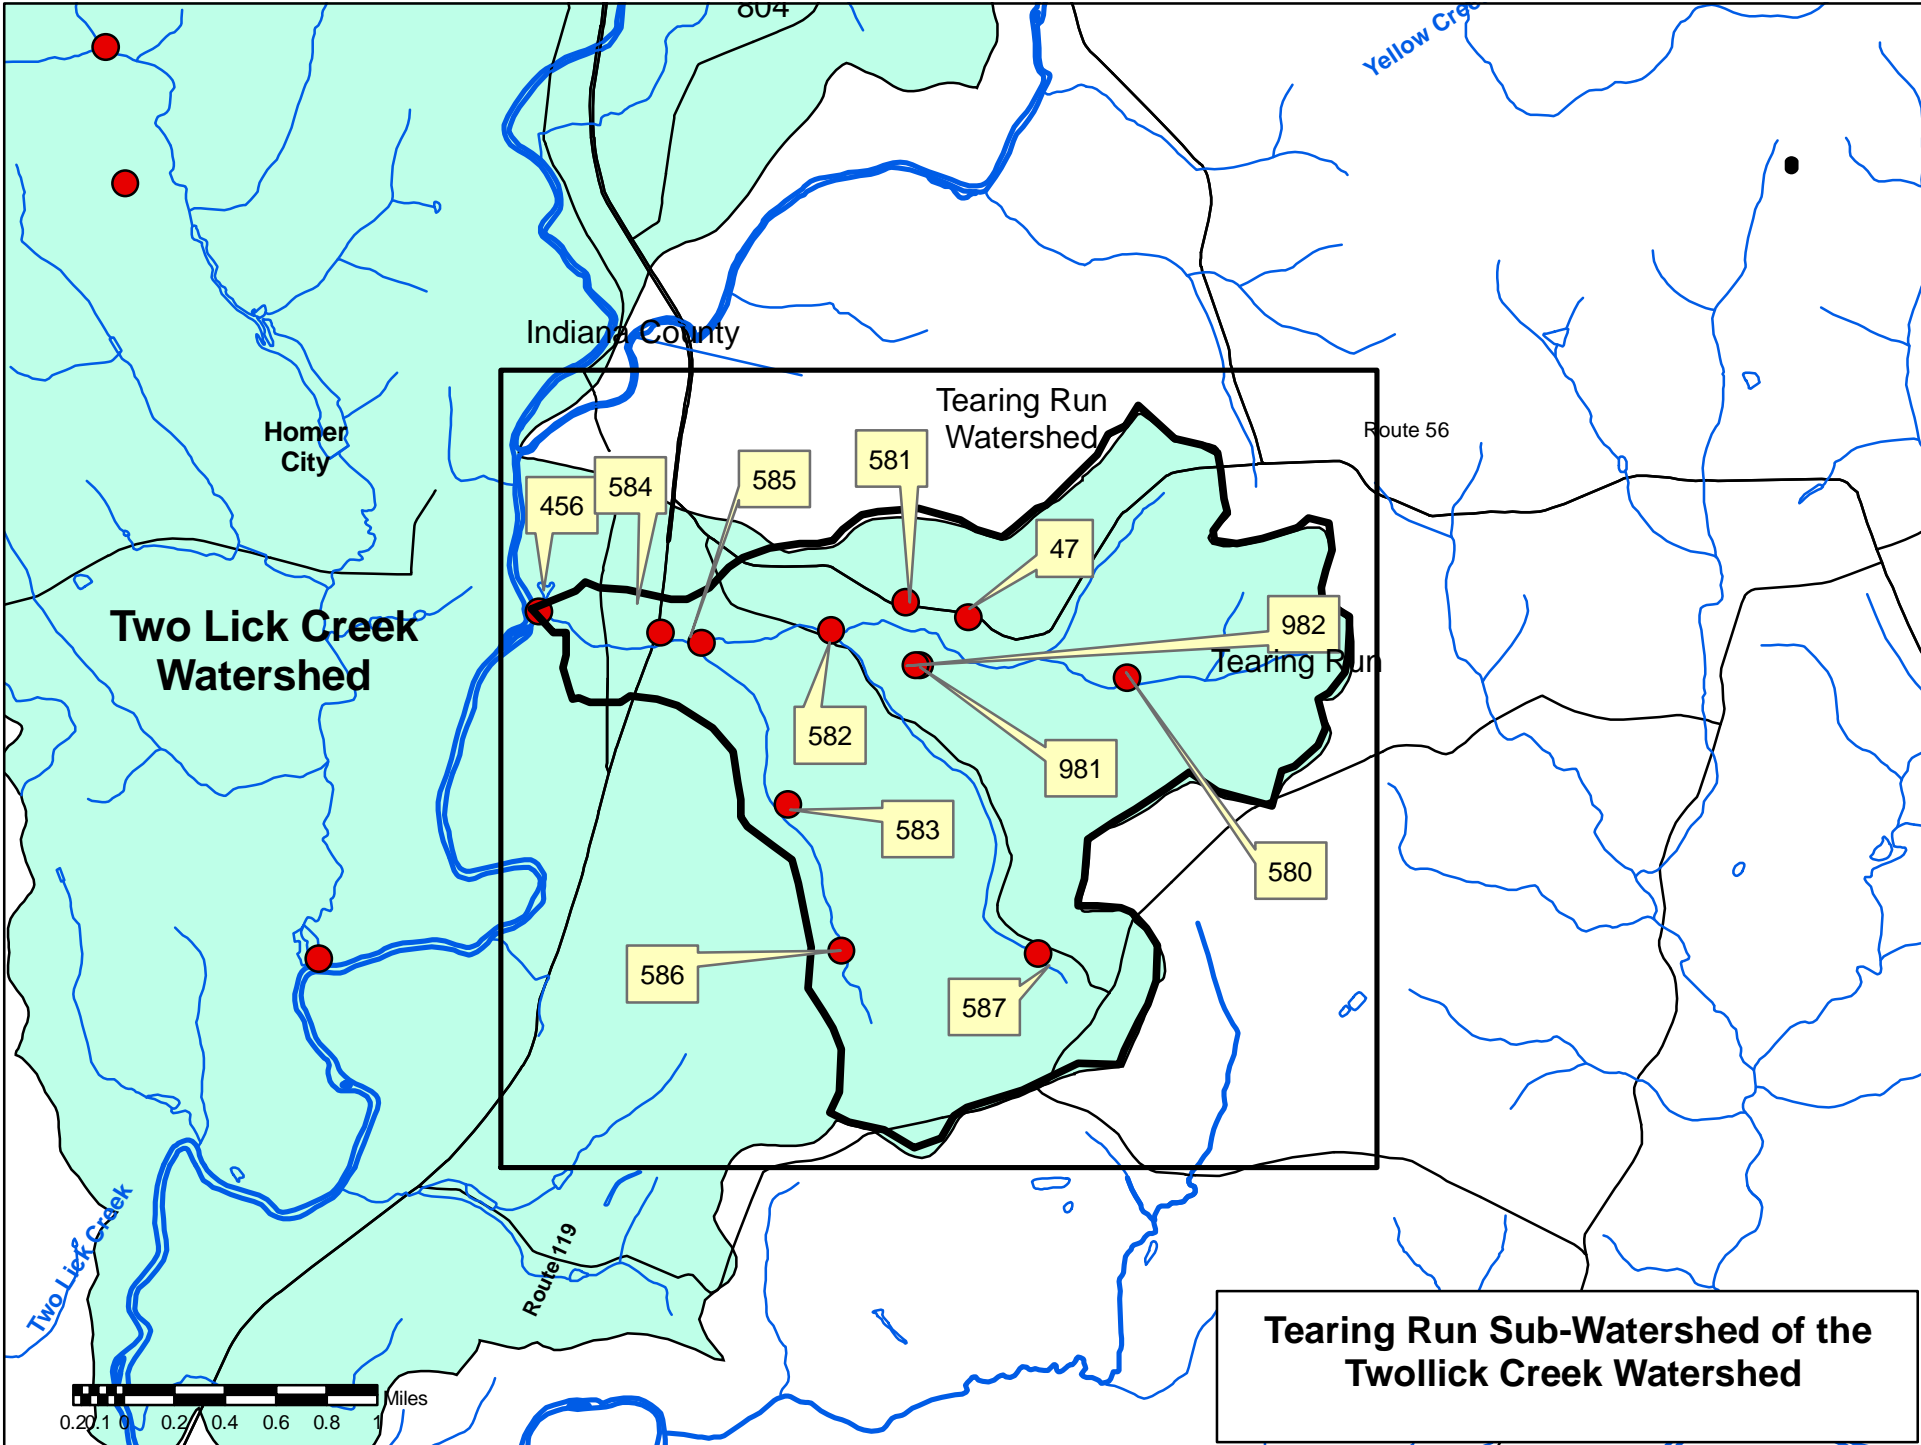 804
Yellow Cree
Indiana County
Tearing Run
Watershed
Route 56
Homer
City
581
585
584
456
47
982
Two Lick Creek
Watershed
Tearing Run
582
981
583
580
586
587
Two Lick Creek
Route 119
Tearing Run Sub-Watershed of the
Twollick Creek Watershed
Miles
0.2 0.1 0 0.2 0.4 0.6 0.8 1